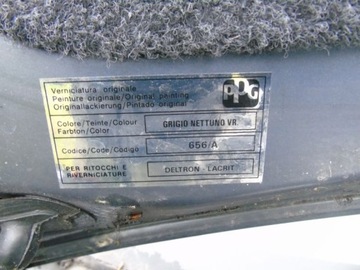 Verniciatura originale
Peinture originale/Original painting
Originallackierung/Pintado original
PPG
Colore/Teinte/Colour
Farbton/Color
GRIGIO NETTUNO VR.
Codice/Code/Codigo
656/A
PER RITOCCHI E
RIVERNICIATURE
DELTRON - LACRIT